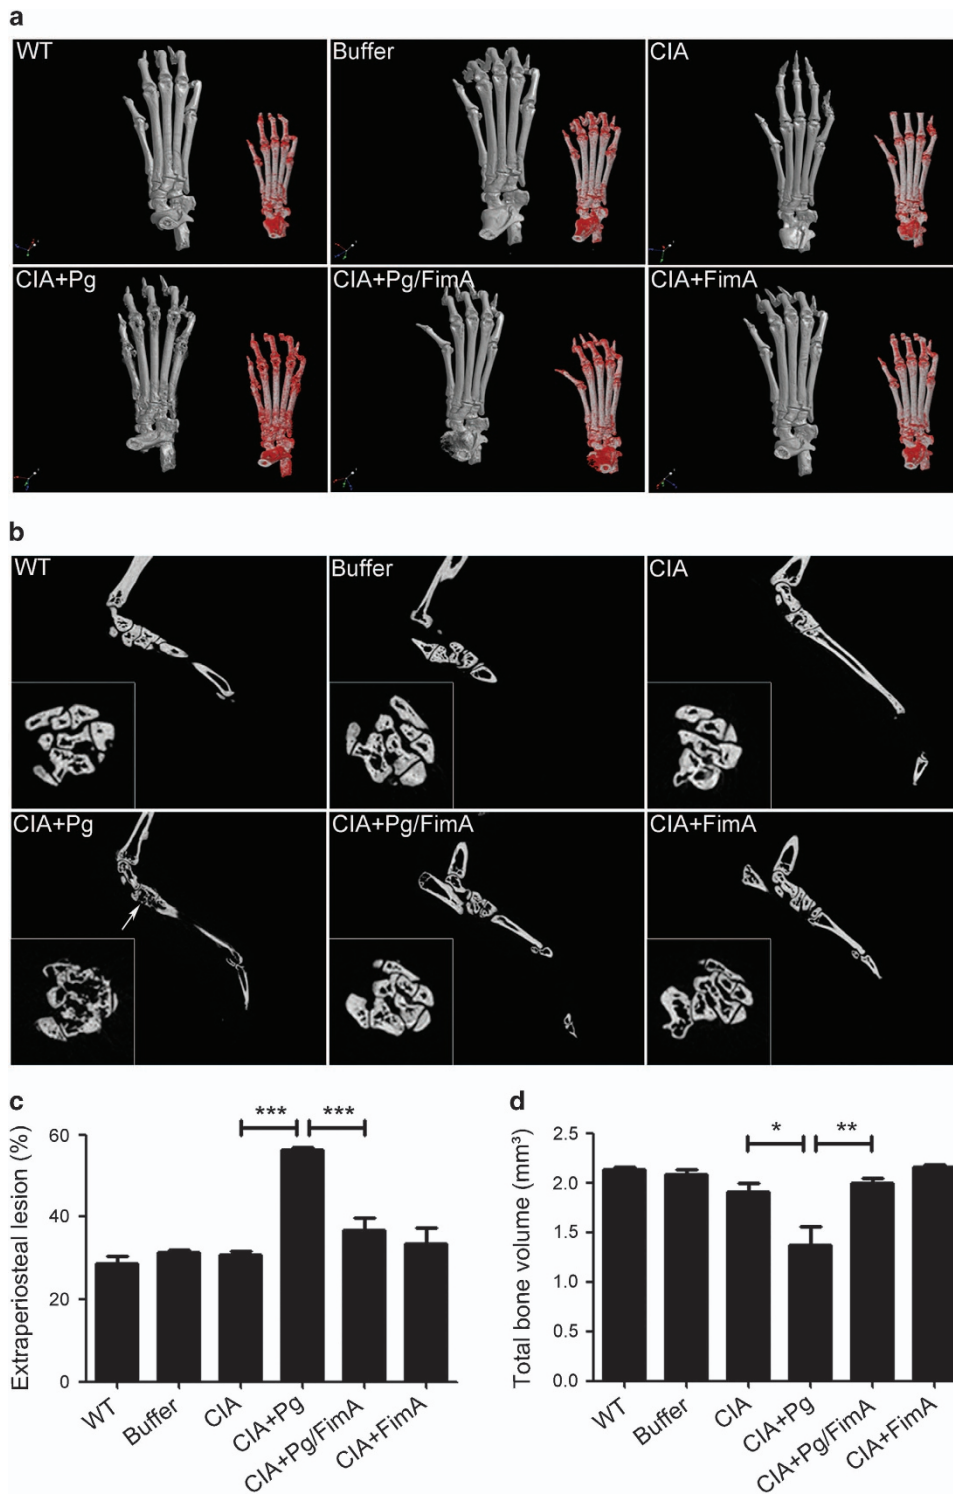 a
WT
Buffer
CIA
CIA+Pg
CIA+Pg/FimA
CIA+FimA
b
WT
Buffer
CIA
CIA+Pg
CIA+Pg/FimA
CIA+FimA
c
Extraperiosteal lesion (%)
60
40
20
0
***
***
WT
Buffer
CIA
CIA+Pg
CIA+Pg/FimA
CIA+FimA
d
Total bone volume (mm³)
2.5
2.0
1.5
1.0
0.5
0.0
*
**
WT
Buffer
CIA
CIA+Pg
CIA+Pg/FimA
CIA+FimA